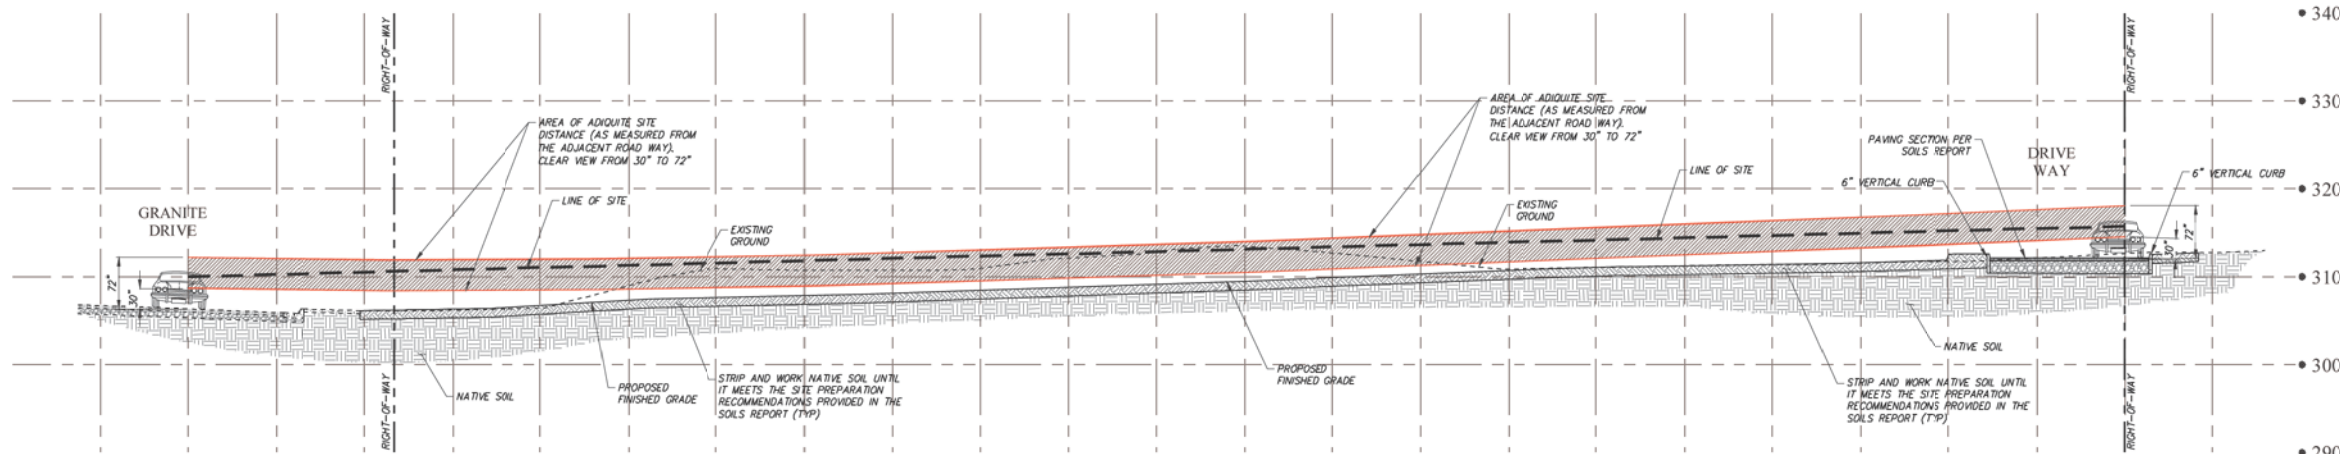 RIGHT-OF-WAY
340
RIGHT-OF-WAY
AREA OF ADIQUITE SITE
DISTANCE (AS MEASURED FROM
THE ADJACENT ROAD WAY).
CLEAR VIEW FROM 30" TO 72"
330
AREA OF ADIQUITE SITE
DISTANCE (AS MEASURED FROM
THE ADJACENT ROAD WAY).
CLEAR VIEW FROM 30" TO 72"
PAVING SECTION PER
SOILS REPORT
DRIVE
WAY
LINE OF SITE
6" VERTICAL CURB
6" VERTICAL CURB
320
GRANITE
DRIVE
LINE OF SITE
EXISTING
GROUND
EXISTING
GROUND
72"
30"
30"
72"
310
300
NATIVE SOIL
PROPOSED
FINISHED GRADE
STRIP AND WORK NATIVE SOIL UNTIL
IT MEETS THE SITE PREPARATION
RECOMMENDATIONS PROVIDED IN THE
SOILS REPORT (TYP)
PROPOSED
FINISHED GRADE
NATIVE SOIL
STRIP AND WORK NATIVE SOIL UNTIL
IT MEETS THE SITE PREPARATION
RECOMMENDATIONS PROVIDED IN THE
SOILS REPORT (TYP)
RIGHT-OF-WAY
RIGHT-OF-WAY
290